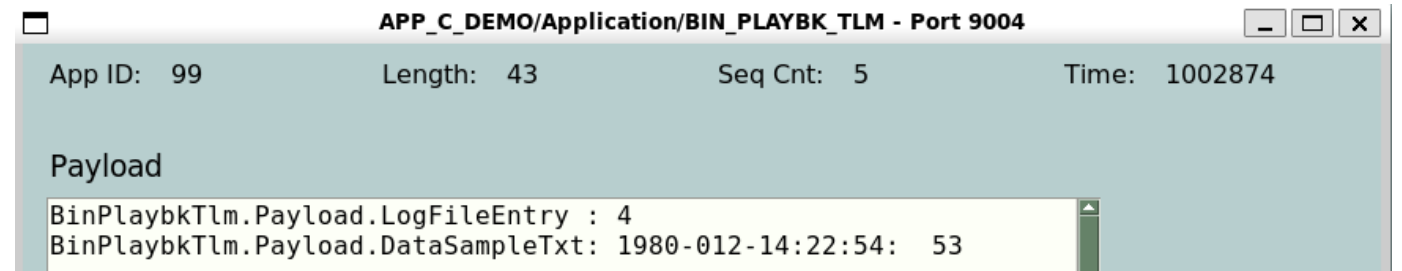 APP_C_DEMO/Application/BIN_PLAYBK_TLM - Port 9004
App ID: 99 Length: 43 Seq Cnt: 5 Time: 1002874
Payload
BinPlaybkTlm.Payload.LogFileEntry : 4
BinPlaybkTlm.Payload.DataSampleTxt: 1980-012-14:22:54:  53